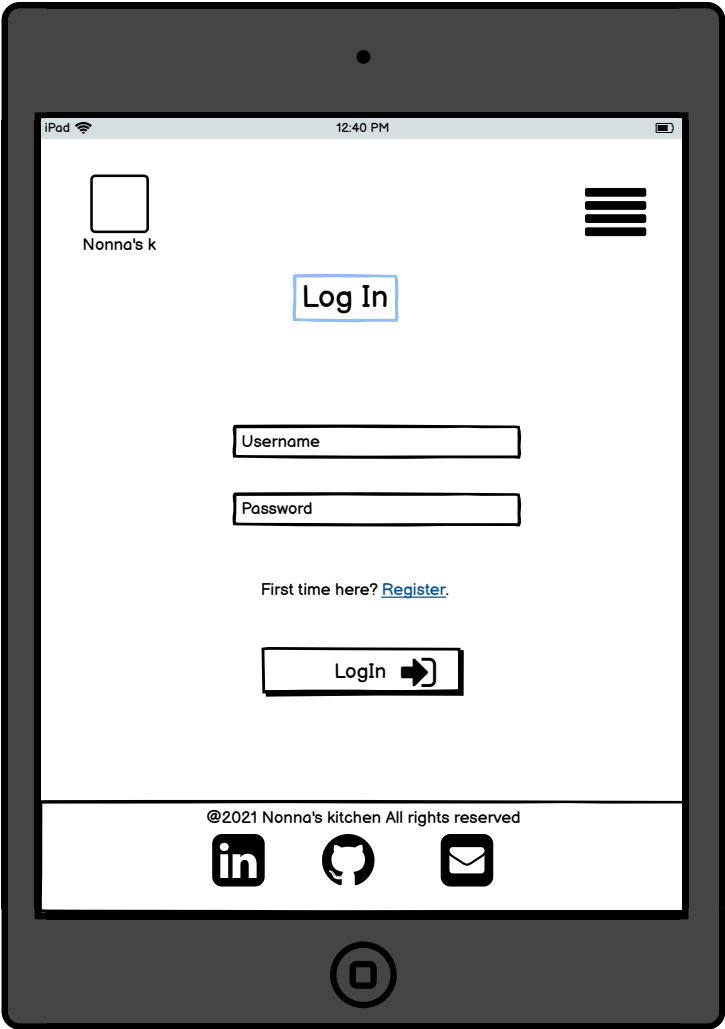 iPad 12:40 PM
Nonna's k
Log In
Username
Password
First time here? Register.
LogIn
@2021 Nonna's kitchen All rights reserved
in